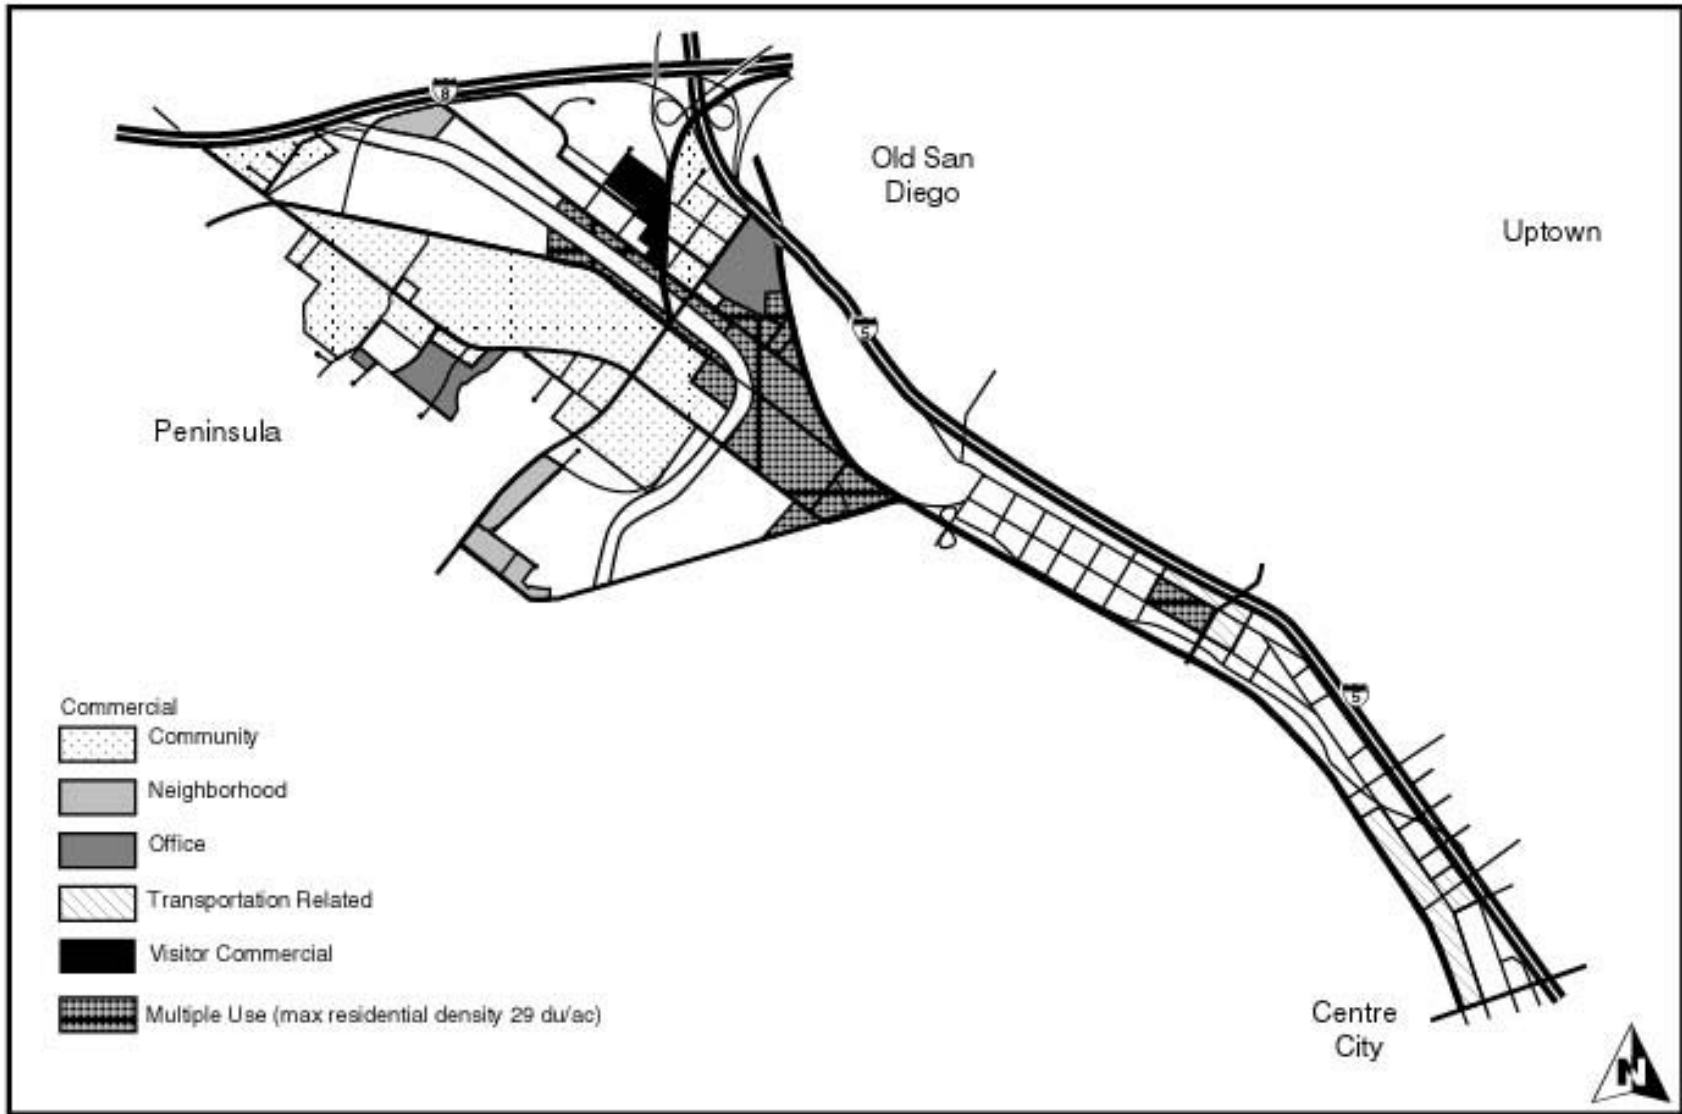 8
Old San
Diego
Uptown
5
Peninsula
5
Commercial
Community
Neighborhood
Office
Transportation Related
Visitor Commercial
Multiple Use (max residential density 29 du/ac)
Centre
City
N